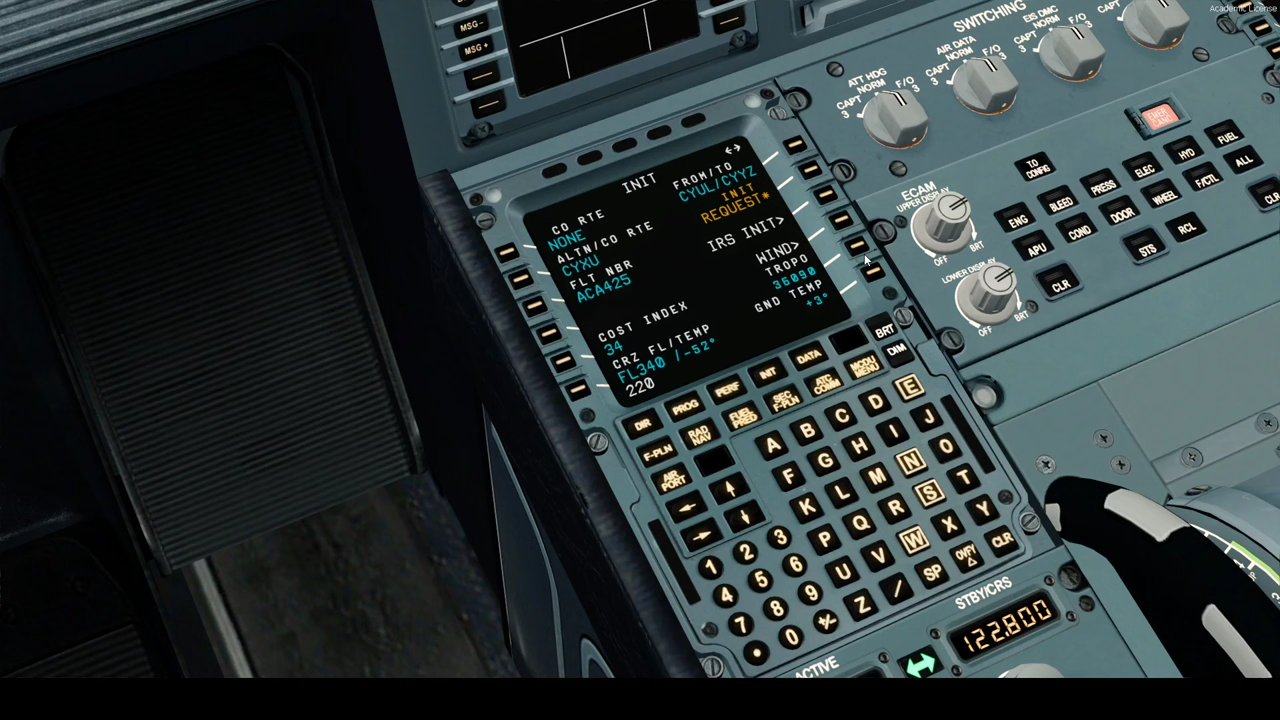 Academic License
MSG -
MSG +
SWITCHING
ATT HDG
NORM
CAPT
F/O
3
3
AIR DATA
NORM
CAPT
F/O
3
3
EIS DMC
NORM
CAPT
F/O
3
3
CAPT
3
↔
INIT
CO RTE FROM/TO
NONE CYUL/CYYZ
ALTN/CO RTE INIT
CYXU REQUEST*
FLT NBR
ACA425 IRS INIT>
WIND>
COST INDEX TROPO
34 36090
CRZ FL/TEMP GND TEMP
FL340 /-52° +3°
220
ECAM
UPPER DISPLAY
OFF BRT
LOWER DISPLAY
OFF BRT
EMER
CANC
TO
CONFIG
ENG BLEED PRESS ELEC HYD FUEL
APU COND DOOR WHEEL F/CTL ALL
CLR STS RCL CLR
DIR PROG PERF INIT DATA BRT
F-PLN RAD
NAV FUEL
PRED SEC
F-PLN ATC
COMM MCDU
MENU DIM
AIR
PORT
← ↑
→ ↓
A B C D E
F G H I J
K L M N O
P Q R S T
U V W X Y
Z / SP OVFY
△ CLR
1 2 3
4 5 6
7 8 9
. 0 +/-
ACTIVE
STBY/CRS
122.800